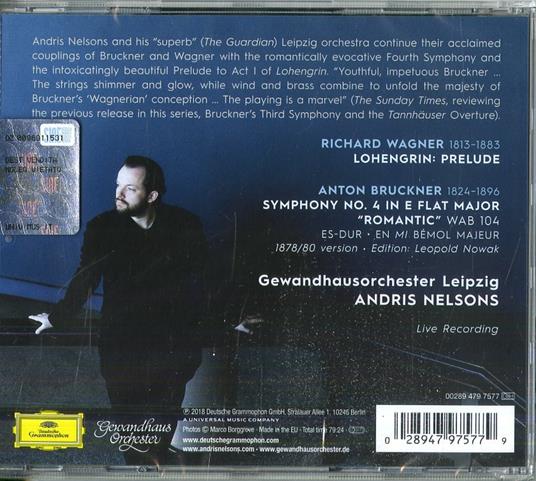 Andris Nelsons and his "superb" (The Guardian) Leipzig orchestra continue their acclaimed
couplings of Bruckner and Wagner with the romantically evocative Fourth Symphony and
the intoxicatingly beautiful Prelude to Act I of Lohengrin. "Youthful, impetuous Bruckner ...
The strings shimmer and glow, while wind and brass combine to unfold the majesty of
Bruckner's 'Wagnerian' conception ... The playing is a marvel" (The Sunday Times, reviewing
the previous release in this series, Bruckner's Third Symphony and the Tannhäuser Overture).
SIAE
DEST.VENDITA
NOLEG.VIETATO
UNIV MUS IT
RICHARD WAGNER 1813–1883
LOHENGRIN: PRELUDE
ANTON BRUCKNER 1824–1896
SYMPHONY NO. 4 IN E FLAT MAJOR
"ROMANTIC" WAB 104
ES-DUR · EN MI BÉMOL MAJEUR
1878/80 version · Edition: Leopold Nowak
Gewandhausorchester Leipzig
ANDRIS NELSONS
Live Recording
00289 479 7577
Deutsche
Grammophon
Gewandhaus
Orchester
℗ 2018 Deutsche Grammophon GmbH, Stralauer Allee 1, 10245 Berlin
A UNIVERSAL MUSIC COMPANY
Photos © Marco Borggreve · Made in the EU · Total time 79:24
www.deutschegrammophon.com
www.andrisnelsons.com · www.gewandhausorchester.de
0 28947 97577 9